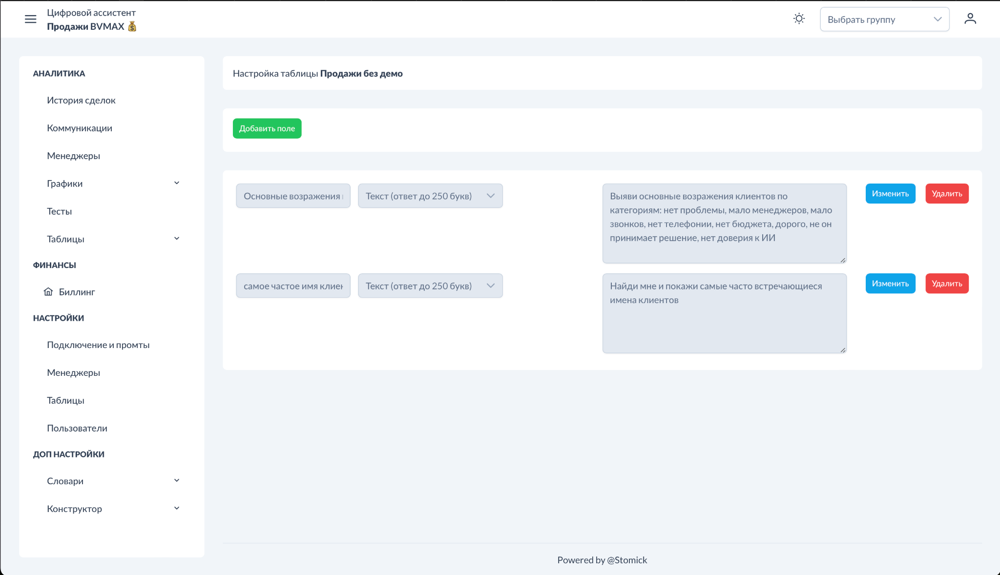 Цифровой ассистент
Продажи BVMAX
Выбрать группу
АНАЛИТИКА
История сделок
Коммуникации
Менеджеры
Графики
Тесты
Таблицы
ФИНАНСЫ
Биллинг
НАСТРОЙКИ
Подключение и промты
Менеджеры
Таблицы
Пользователи
ДОП НАСТРОЙКИ
Словари
Конструктор
Настройка таблицы Продажи без демо
Добавить поле
Основные возражения
Текст (ответ до 250 букв)
Выяви основные возражения клиентов по
категориям: нет проблемы, мало менеджеров, мало
звонков, нет телефонии, нет бюджета, дорого, не он
принимает решение, нет доверия к ИИ
Изменить
Удалить
самое частое имя
Текст (ответ до 250 букв)
Найди мне и покажи самые часто встречающиеся
имена клиентов
Изменить
Удалить
Powered by @Stomick